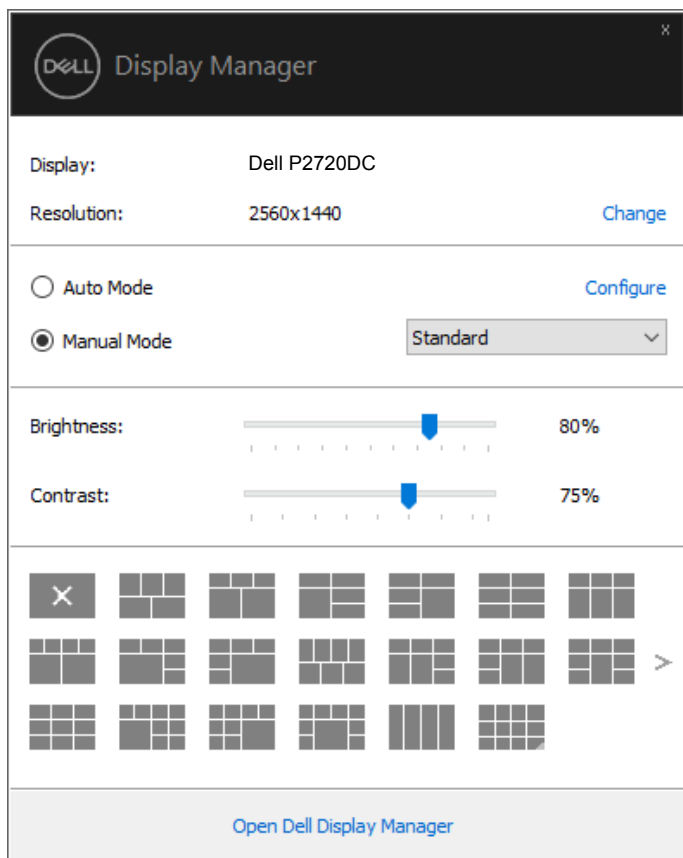 x
DELL Display Manager
Display: Dell P2720DC
Resolution: 2560x1440 Change
Auto Mode Configure
Manual Mode Standard
Brightness: 80%
Contrast: 75%
>
Open Dell Display Manager